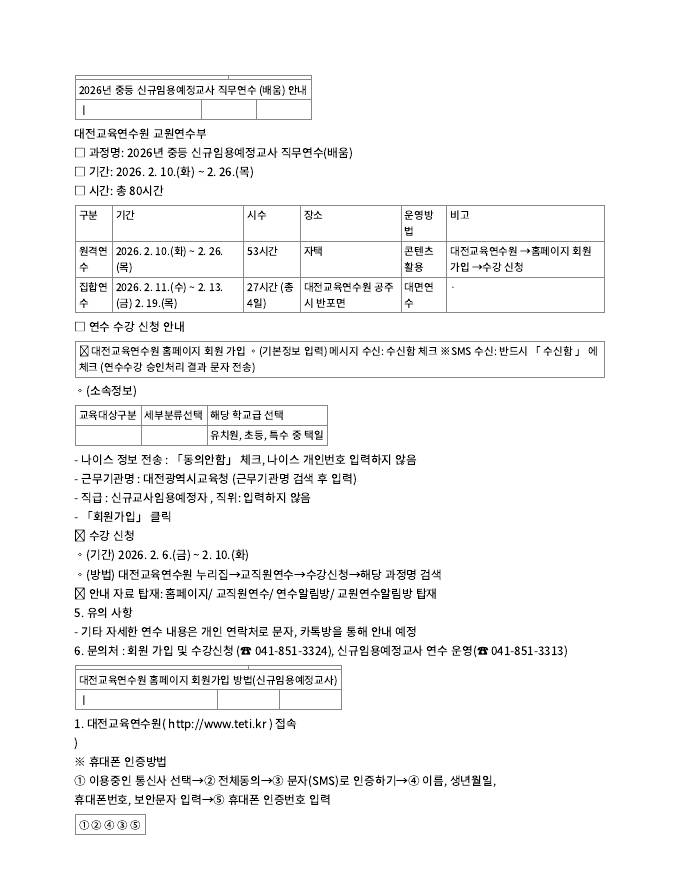 2026년 중등 신규임용예정교사 직무연수 (배움) 안내
|
대전교육연수원 교원연수부
□ 과정명: 2026년 중등 신규임용예정교사 직무연수(배움)
□ 기간: 2026. 2. 10.(화) ~ 2. 26.(목)
□ 시간: 총 80시간
구분 기간 시수 장소 운영방법 비고
원격연수 2026. 2. 10.(화) ~ 2. 26.(목) 53시간 자택 콘텐츠 활용 대전교육연수원 →홈페이지 회원가입 →수강 신청
집합연수 2026. 2. 11.(수) ~ 2. 13.(금) 2. 19.(목) 27시간 (총 4일) 대전교육연수원 공주시 반포면 대면연수 -
□ 연수 수강 신청 안내
대전교육연수원 홈페이지 회원 가입 ◦ (기본정보 입력) 메시지 수신: 수신함 체크 ※SMS 수신: 반드시 「 수신함 」 에
체크 (연수수강 승인처리 결과 문자 전송)
◦ (소속정보)
교육대상구분 세부분류선택 해당 학교급 선택
유치원, 초등, 특수 중 택일
- 나이스 정보 전송 : 「동의안함」 체크, 나이스 개인번호 입력하지 않음
- 근무기관명 : 대전광역시교육청 (근무기관명 검색 후 입력)
- 직급 : 신규교사임용예정자 , 직위: 입력하지 않음
- 「회원가입」 클릭
수강 신청
◦ (기간) 2026. 2. 6.(금) ~ 2. 10.(화)
◦ (방법) 대전교육연수원 누리집→교직원연수→수강신청→해당 과정명 검색
안내 자료 탑재: 홈페이지/ 교직원연수/ 연수알림방/ 교원연수알림방 탑재
5. 유의 사항
- 기타 자세한 연수 내용은 개인 연락처로 문자, 카톡방을 통해 안내 예정
6. 문의처 : 회원 가입 및 수강신청 (☎ 041-851-3324), 신규임용예정교사 연수 운영(☎ 041-851-3313)
대전교육연수원 홈페이지 회원가입 방법(신규임용예정교사)
|
1. 대전교육연수원( http://www.teti.kr ) 접속
)
※ 휴대폰 인증방법
① 이용중인 통신사 선택→② 전체동의→③ 문자(SMS)로 인증하기→④ 이름, 생년월일,
휴대폰번호, 보안문자 입력→⑤ 휴대폰 인증번호 입력
① ② ④ ③ ⑤